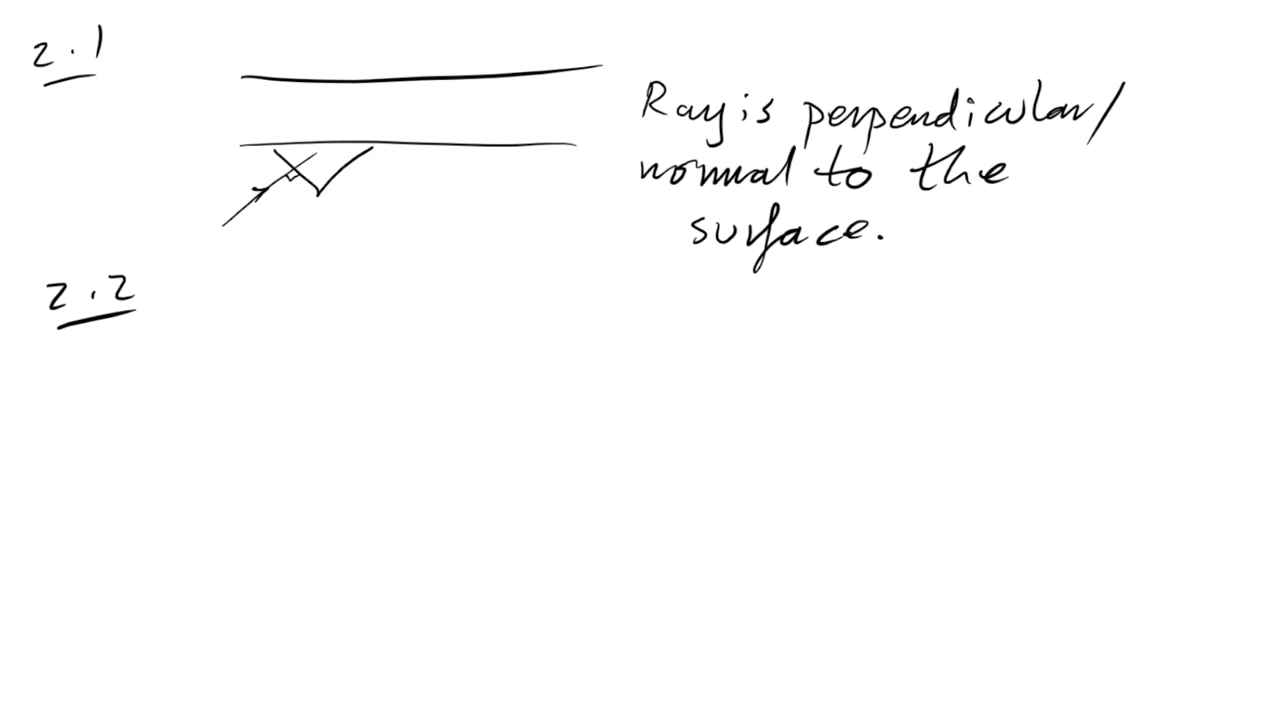 2.1
Ray is perpendicular/
normal to the
surface.
2.2